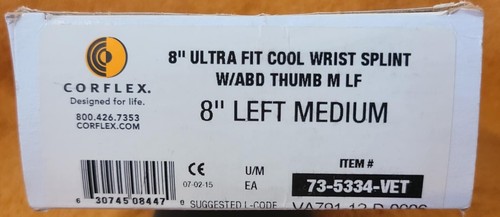 CORFLEX.
Designed for life.
800.426.7353
CORFLEX.COM
8" ULTRA FIT COOL WRIST SPLINT
W/ABD THUMB M LF
8" LEFT MEDIUM
CE
07-02-15
U/M
EA
ITEM #
73-5334-VET
6 30745 08447
SUGGESTED L-CODE